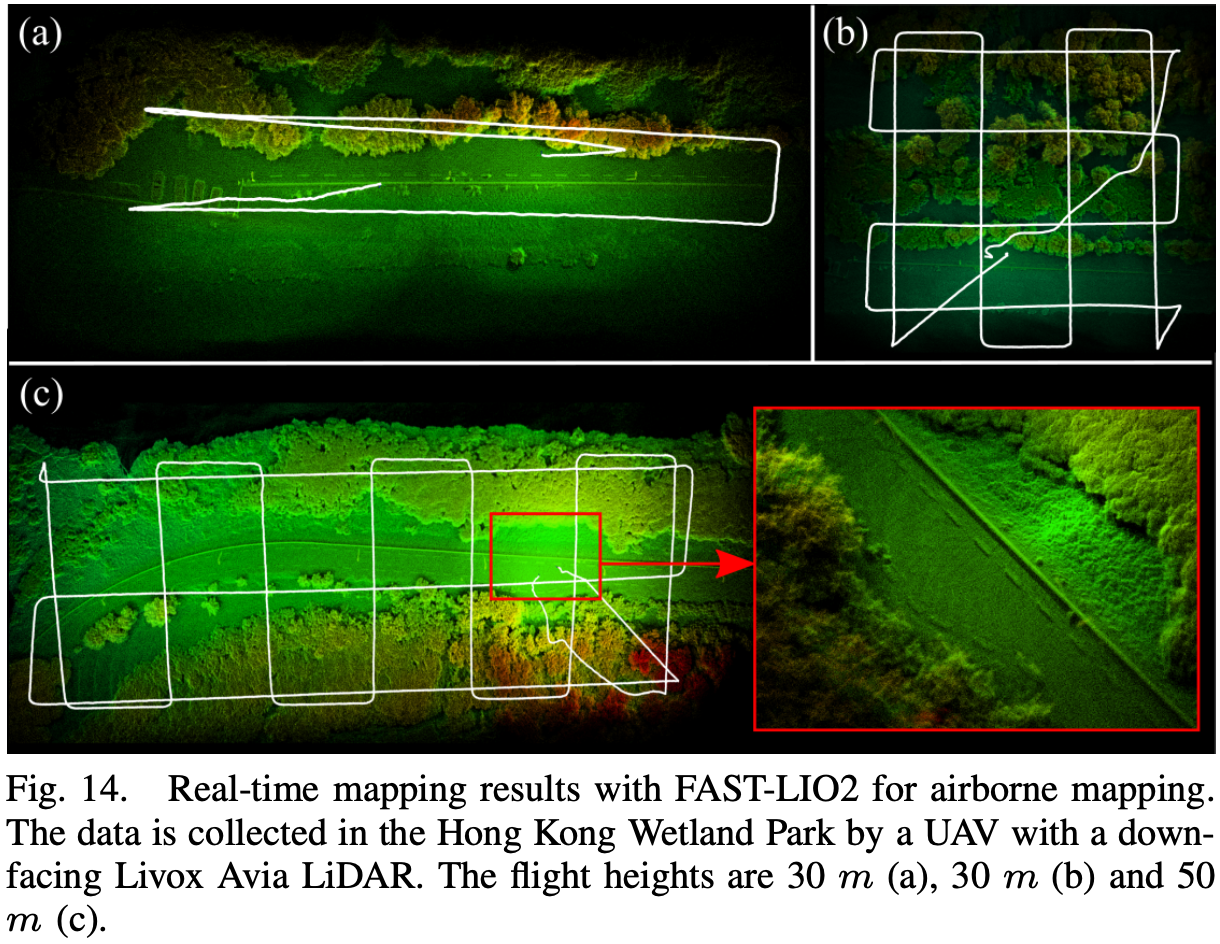 (a)
(b)
(c)
Fig. 14. Real-time mapping results with FAST-LIO2 for airborne mapping.
The data is collected in the Hong Kong Wetland Park by a UAV with a down-
facing Livox Avia LiDAR. The flight heights are 30 m (a), 30 m (b) and 50
m (c).